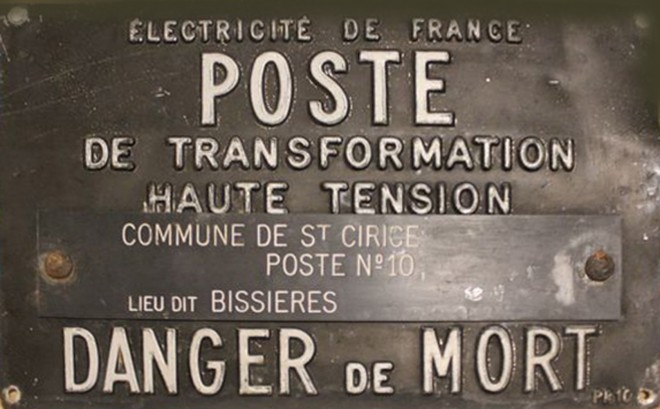 ÉLECTRICITÉ DE FRANCE
POSTE
DE TRANSFORMATION
HAUTE TENSION
COMMUNE DE ST CIRICE
POSTE Nº10
LIEU DIT BISSIERES
DANGER DE MORT